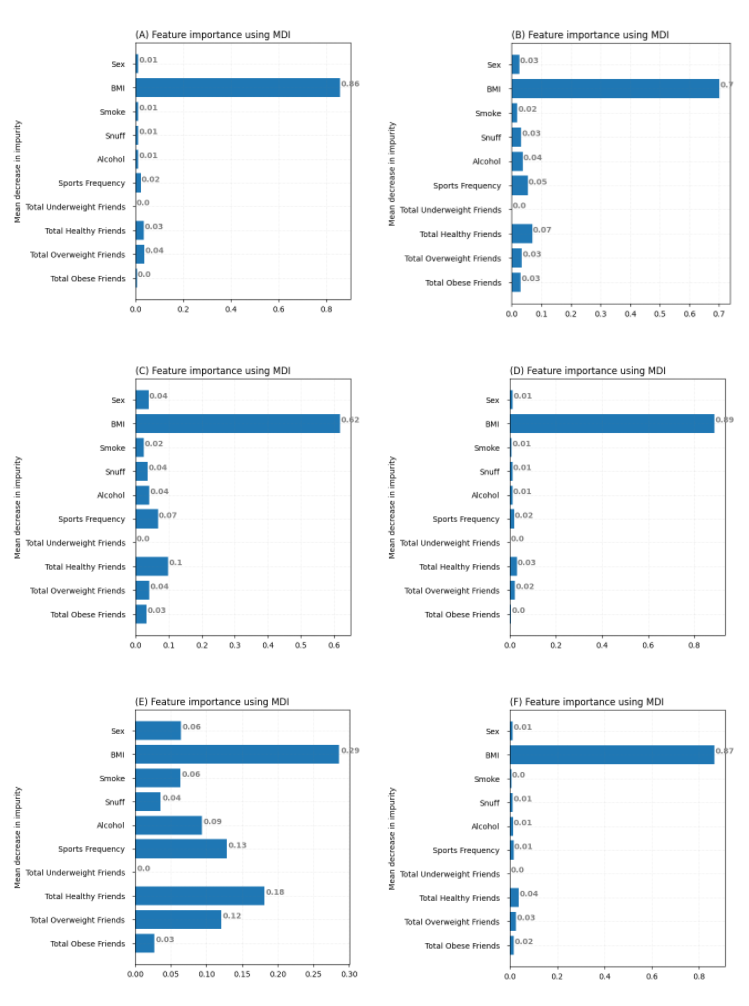 (A) Feature importance using MDI
Mean decrease in impurity
Sex 0.01
BMI 0.86
Smoke 0.01
Snuff 0.01
Alcohol 0.01
Sports Frequency 0.02
Total Underweight Friends 0.0
Total Healthy Friends 0.03
Total Overweight Friends 0.04
Total Obese Friends 0.0
0.0 0.2 0.4 0.6 0.8
(B) Feature importance using MDI
Mean decrease in impurity
Sex 0.03
BMI 0.7
Smoke 0.02
Snuff 0.03
Alcohol 0.04
Sports Frequency 0.05
Total Underweight Friends 0.0
Total Healthy Friends 0.07
Total Overweight Friends 0.03
Total Obese Friends 0.03
0.0 0.1 0.2 0.3 0.4 0.5 0.6 0.7
(C) Feature importance using MDI
Mean decrease in impurity
Sex 0.04
BMI 0.62
Smoke 0.02
Snuff 0.04
Alcohol 0.04
Sports Frequency 0.07
Total Underweight Friends 0.0
Total Healthy Friends 0.1
Total Overweight Friends 0.04
Total Obese Friends 0.03
0.0 0.1 0.2 0.3 0.4 0.5 0.6
(D) Feature importance using MDI
Mean decrease in impurity
Sex 0.01
BMI 0.89
Smoke 0.01
Snuff 0.01
Alcohol 0.01
Sports Frequency 0.02
Total Underweight Friends 0.0
Total Healthy Friends 0.03
Total Overweight Friends 0.02
Total Obese Friends 0.0
0.0 0.2 0.4 0.6 0.8
(E) Feature importance using MDI
Mean decrease in impurity
Sex 0.06
BMI 0.29
Smoke 0.06
Snuff 0.04
Alcohol 0.09
Sports Frequency 0.13
Total Underweight Friends 0.0
Total Healthy Friends 0.18
Total Overweight Friends 0.12
Total Obese Friends 0.03
0.00 0.05 0.10 0.15 0.20 0.25 0.30
(F) Feature importance using MDI
Mean decrease in impurity
Sex 0.01
BMI 0.87
Smoke 0.0
Snuff 0.01
Alcohol 0.01
Sports Frequency 0.01
Total Underweight Friends 0.0
Total Healthy Friends 0.04
Total Overweight Friends 0.03
Total Obese Friends 0.02
0.0 0.2 0.4 0.6 0.8